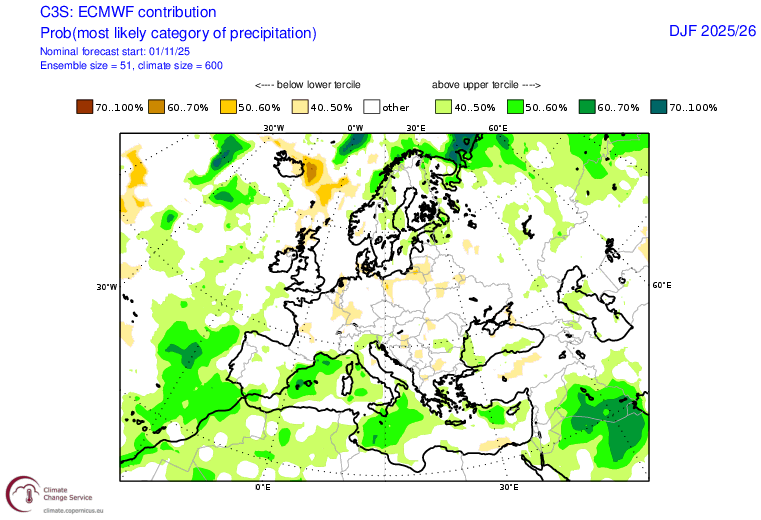 C3S: ECMWF contribution
Prob(most likely category of precipitation)
DJF 2025/26
Nominal forecast start: 01/11/25
Ensemble size = 51, climate size = 600
<---- below lower tercile
above upper tercile ---->
70..100% 60..70% 50..60% 40..50% other 40..50% 50..60% 60..70% 70..100%
30°W 0°W 30°E 60°E
30°W
60°E
0°E 30°E
Climate
Change Service
climate.copernicus.eu